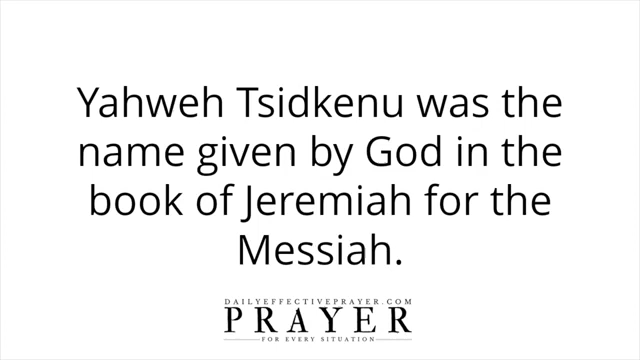 Yahweh Tsidkenu was the
name given by God in the
book of Jeremiah for the
Messiah.
DAILYEFFECTIVEPRAYER.COM
PRAYER
FOR EVERY SITUATION